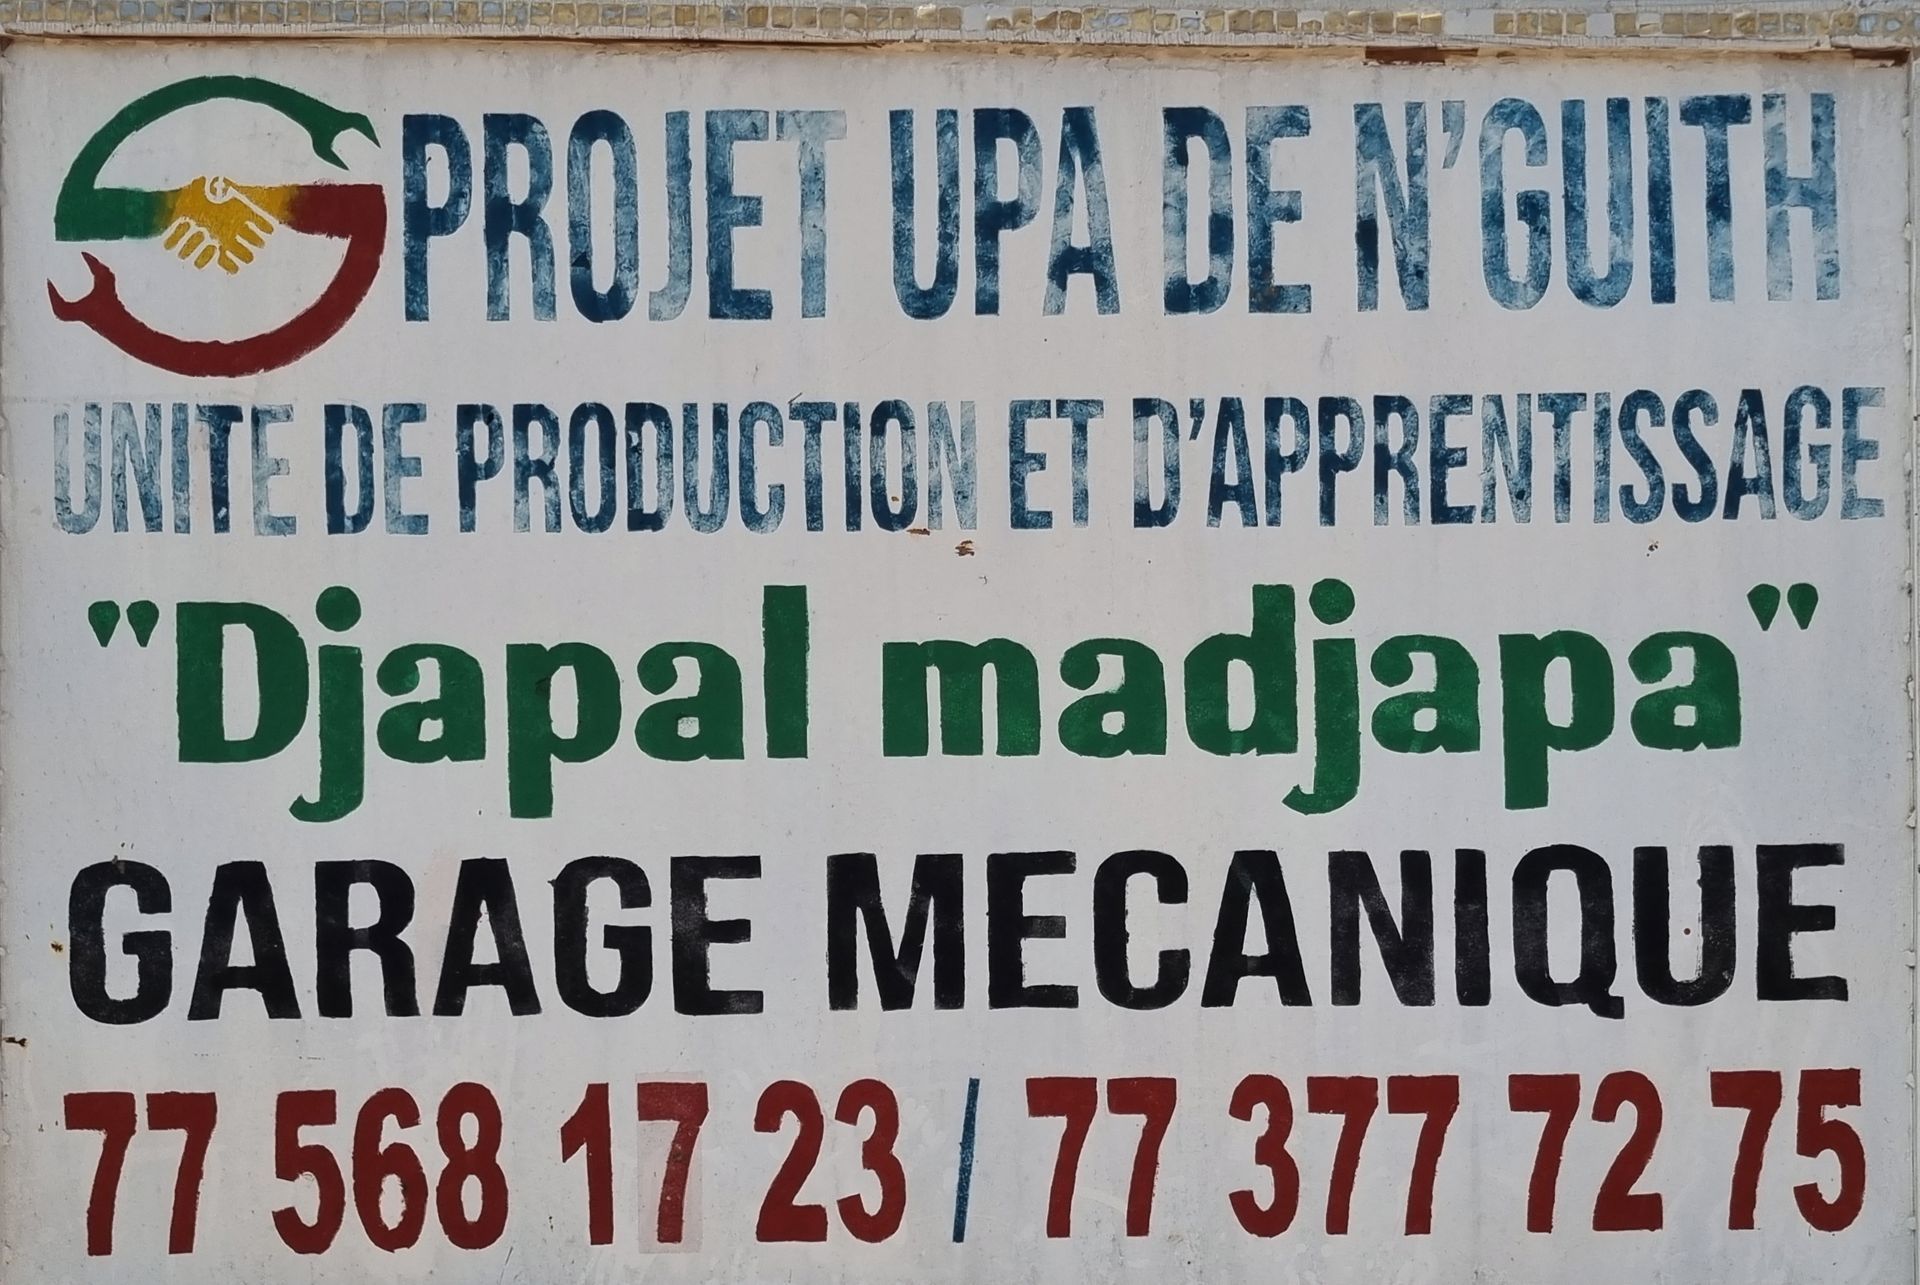 PROJET UPA DE N'GUITH
UNITE DE PRODUCTION ET D'APPRENTISSAGE
"Djapal madjapa"
GARAGE MECANIQUE
77 568 17 23 / 77 377 72 75